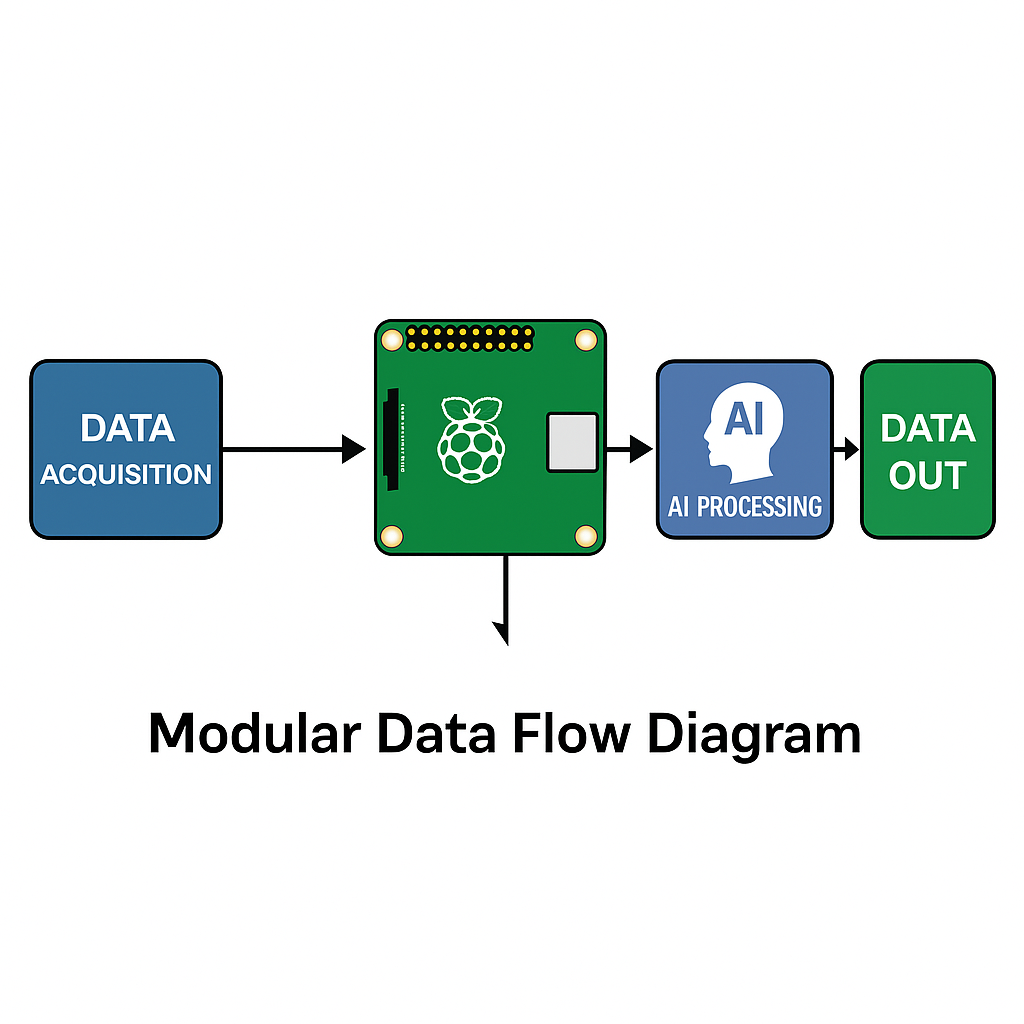 DATA
ACQUISITION
AI
AI PROCESSING
DATA
OUT
Modular Data Flow Diagram